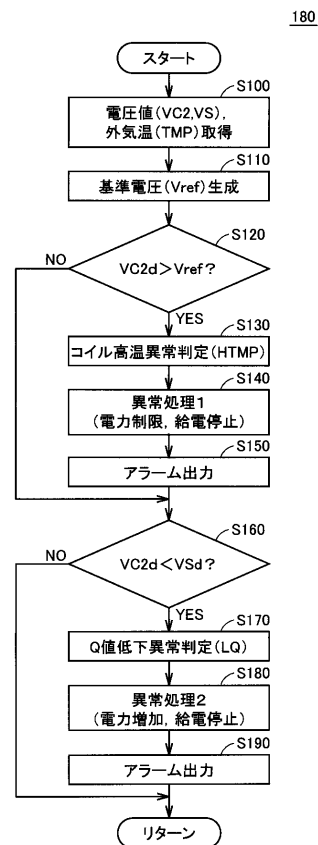 180
スタート
S100
電圧値(VC2,VS),
外気温(TMP)取得
S110
基準電圧(Vref)生成
S120
VC2d>Vref?
NO
YES
S130
コイル高温異常判定(HTMP)
S140
異常処理1
(電力制限, 給電停止)
S150
アラーム出力
S160
VC2d<VSd?
NO
YES
S170
Q値低下異常判定(LQ)
S180
異常処理2
(電力増加, 給電停止)
S190
アラーム出力
リターン